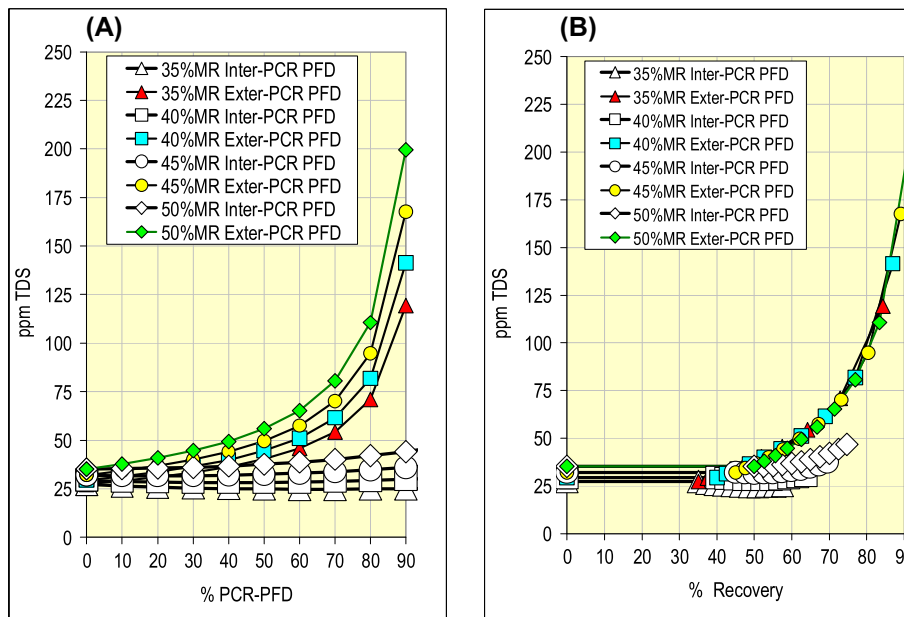 (A)
250
225
200
175
150
125
100
75
50
25
0
ppm TDS
35%MR Inter-PCR PFD
35%MR Exter-PCR PFD
40%MR Inter-PCR PFD
40%MR Exter-PCR PFD
45%MR Inter-PCR PFD
45%MR Exter-PCR PFD
50%MR Inter-PCR PFD
50%MR Exter-PCR PFD
0 10 20 30 40 50 60 70 80 90
% PCR-PFD
(B)
250
225
200
175
150
125
100
75
50
25
0
ppm TDS
35%MR Inter-PCR PFD
35%MR Exter-PCR PFD
40%MR Inter-PCR PFD
40%MR Exter-PCR PFD
45%MR Inter-PCR PFD
45%MR Exter-PCR PFD
50%MR Inter-PCR PFD
50%MR Exter-PCR PFD
0 10 20 30 40 50 60 70 80 90
% Recovery